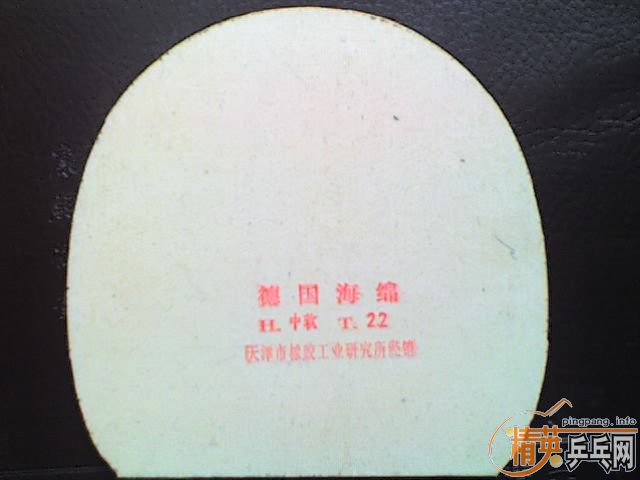 德国海绵
H. 中软 T. 22
天津市橡胶工业研究所经销
pingpang.info
精英乒乓网